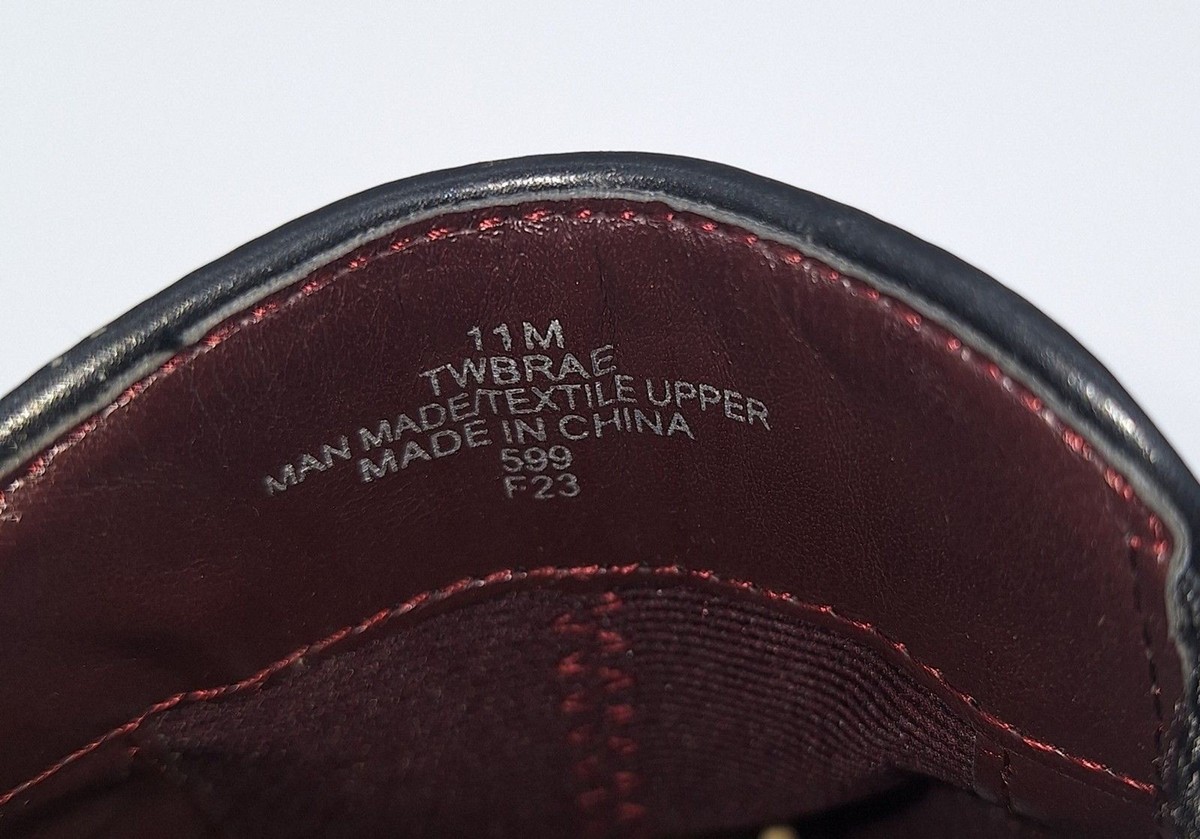 11M
TWBRAE
MAN MADE/TEXTILE UPPER
MADE IN CHINA
599
F23